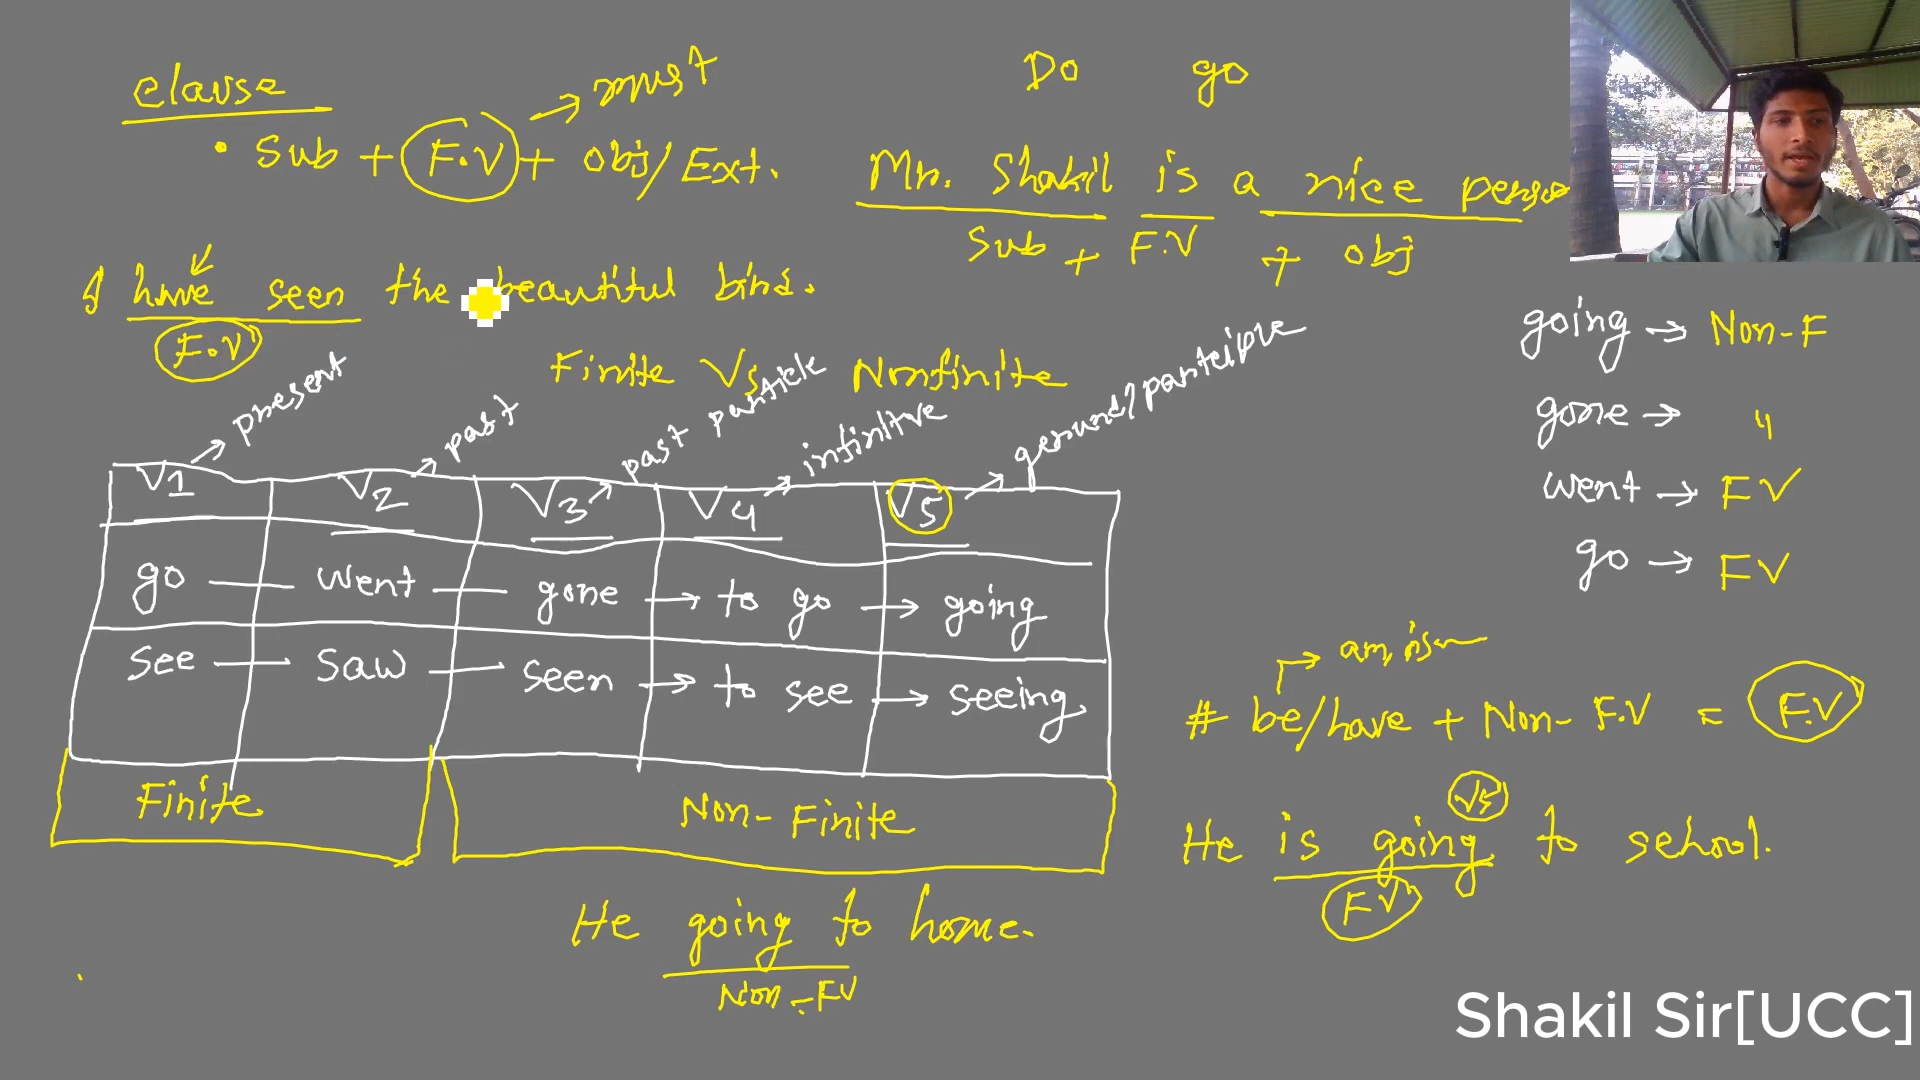 clause
must
• Sub + F.V + Obj/Ext.
Do go
Mr. Shakil is a nice person
Sub + F.V + obj
I have seen the beautiful bird.
F.V
Finite Vs Nonfinite
present
past
past particle
infinitve
gerund/parteiple
V1 V2 V3 V4 V5
go went gone → to go → going
see saw seen → to see → seeing
Finite
Non-Finite
going → Non-F
gone → "
went → FV
go → FV
am, is
# be/have + Non-F.V = F.V
V5
He is going to school.
FV
He going to home.
Non-FV
Shakil Sir[UCC]